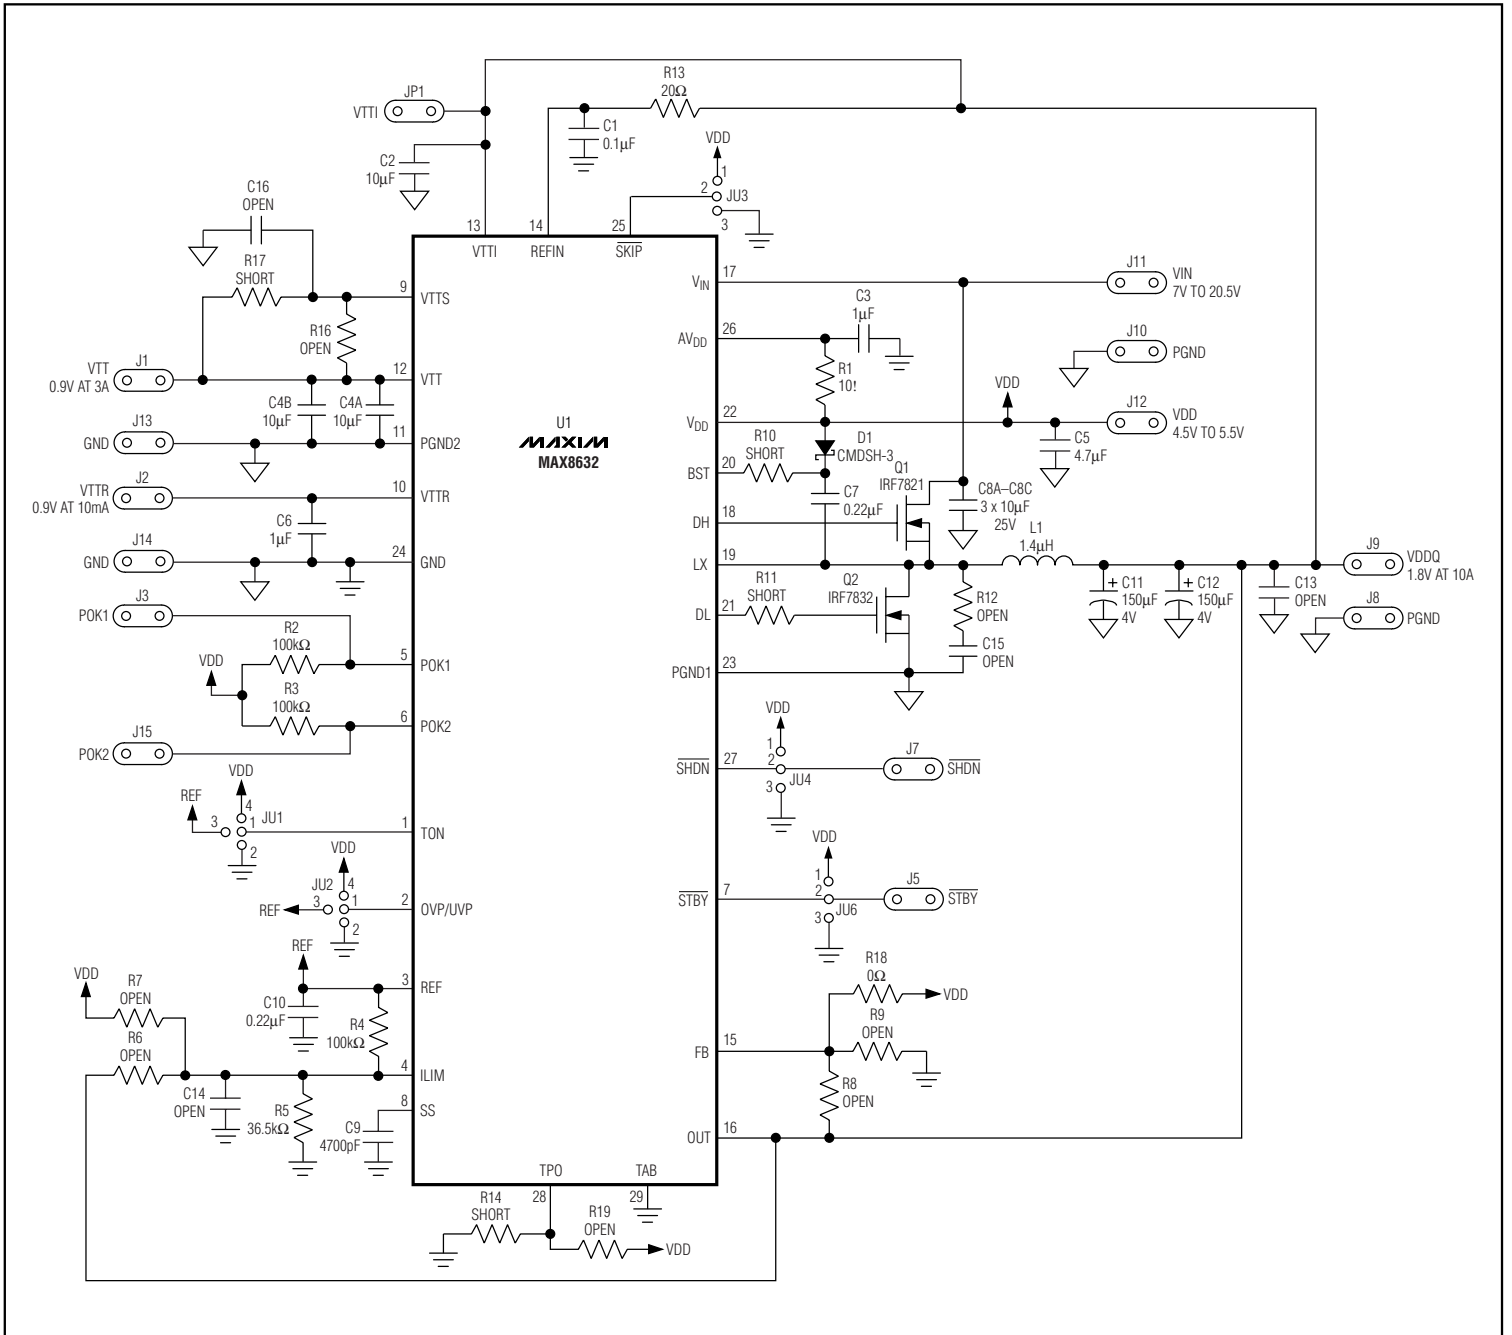 R13
20Ω
JP1
VTTI
C1
0.1µF
VDD
C2
10µF
1
2
JU3
3
C16
OPEN
13
14
25
VTTI
REFIN
SKIP
R17
SHORT
9
VTTS
VIN
17
J11
VIN
7V TO 20.5V
C3
1µF
R16
OPEN
AVDD
26
J10
PGND
VTT
0.9V AT 3A
J1
12
VTT
R1
10!
VDD
C4B
10µF
C4A
10µF
U1
MAXIM
MAX8632
VDD
22
J12
VDD
4.5V TO 5.5V
J13
GND
11
PGND2
R10
SHORT
D1
CMDSH-3
C5
4.7µF
BST
20
Q1
IRF7821
J2
VTTR
0.9V AT 10mA
10
VTTR
C7
0.22µF
C8A–C8C
3 x 10µF
25V
C6
1µF
DH
18
L1
1.4µH
J14
GND
24
GND
LX
19
J9
VDDQ
1.8V AT 10A
R11
SHORT
Q2
IRF7832
R12
OPEN
C11
150µF
4V
C12
150µF
4V
C13
OPEN
+
+
J3
POK1
DL
21
J8
PGND
R2
100kΩ
C15
OPEN
VDD
5
POK1
PGND1
23
R3
100kΩ
6
POK2
VDD
J15
POK2
1
2
3
JU4
SHDN
27
J7
SHDN
VDD
REF
4
3
1
JU1
2
1
TON
VDD
VDD
JU2
4
3
1
2
REF
2
OVP/UVP
STBY
7
1
2
3
JU6
J5
STBY
REF
R18
0Ω
VDD
VDD
R7
OPEN
3
REF
C10
0.22µF
R4
100kΩ
R9
OPEN
R6
OPEN
FB
15
4
ILIM
C14
OPEN
R5
36.5kΩ
8
SS
R8
OPEN
C9
4700pF
OUT
16
TPO
TAB
28
29
R14
SHORT
R19
OPEN
VDD